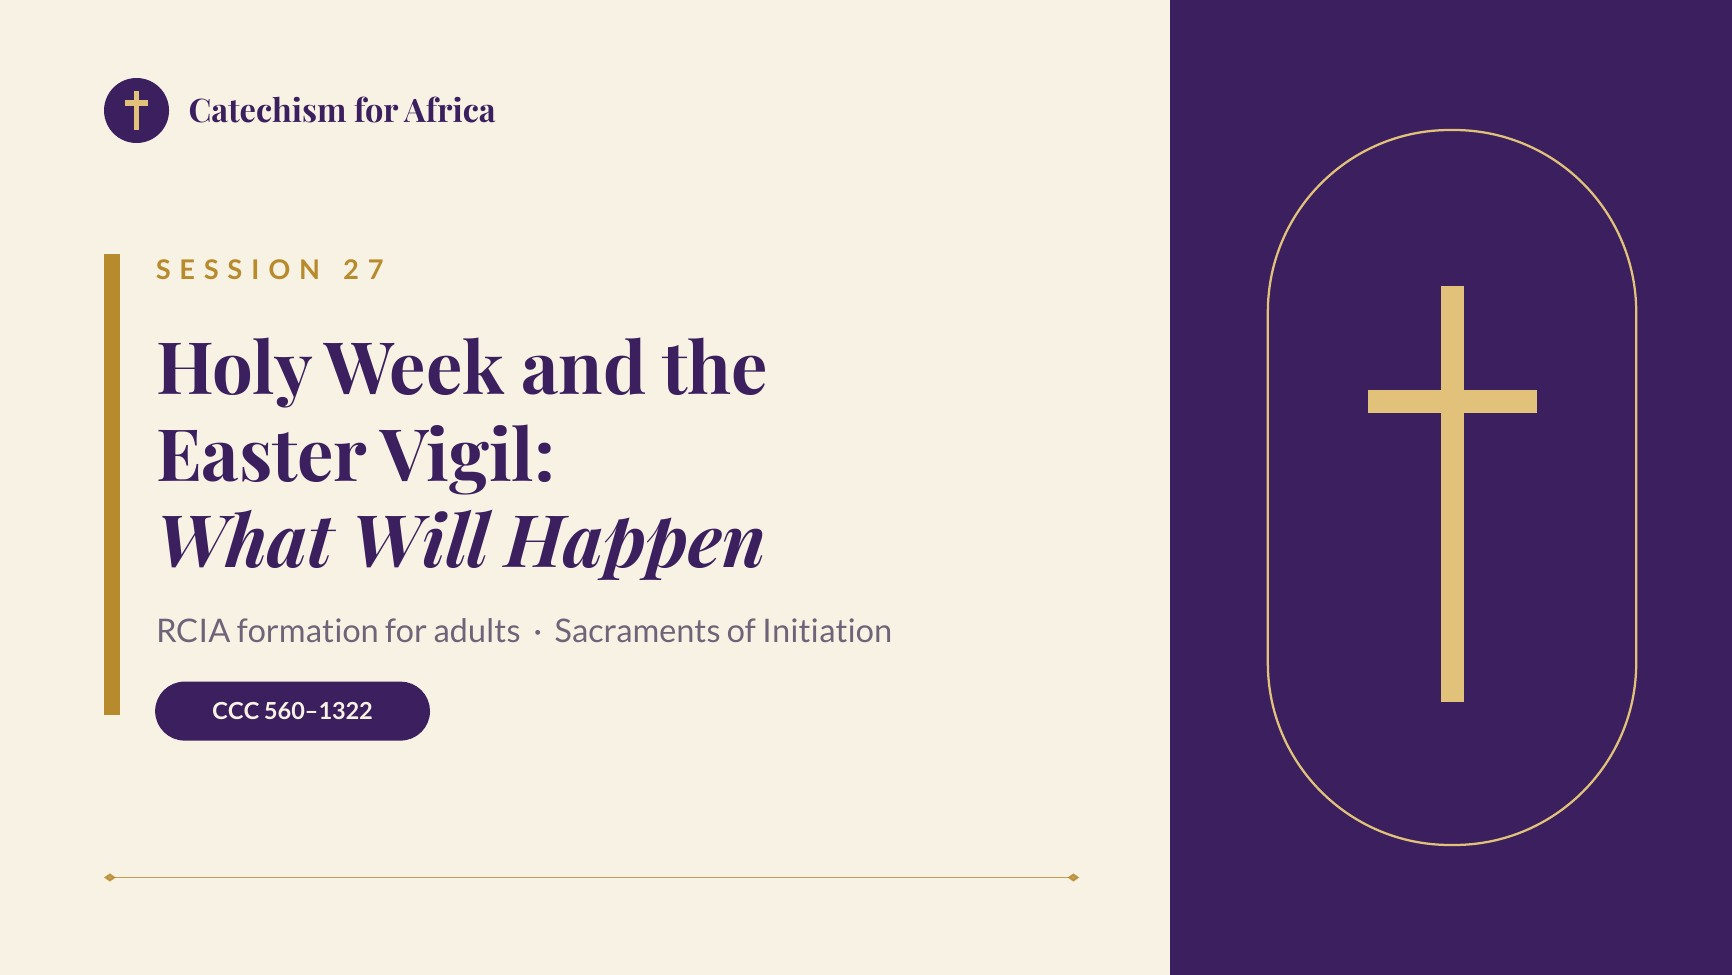 Catechism for Africa
SESSION 27
Holy Week and the
Easter Vigil:
What Will Happen
RCIA formation for adults · Sacraments of Initiation
CCC 560–1322